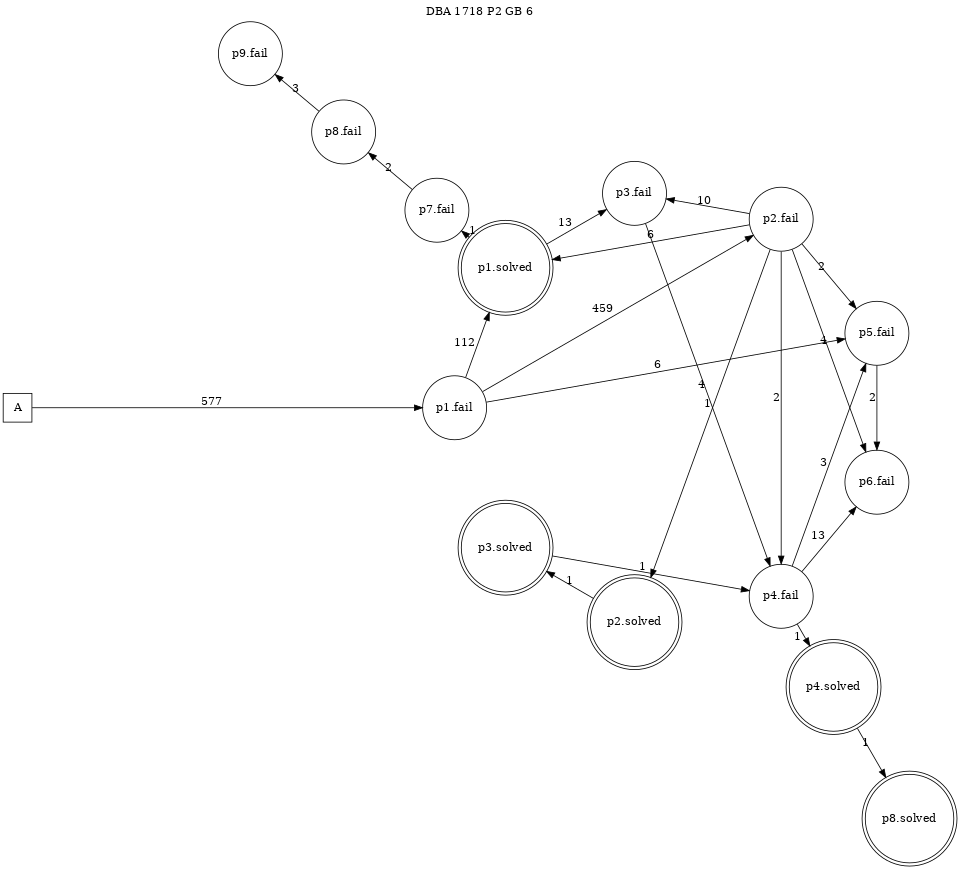 DBA 1718 P2 GB 6
p9.fail
3
p8.fail
2
p7.fail
1
p1.solved
13
p3.fail
10
p2.fail
6
2
459
112
6
4
p5.fail
A
577
p1.fail
4
1
2
2
3
p6.fail
13
p3.solved
1
1
p4.fail
p2.solved
1
p4.solved
1
p8.solved